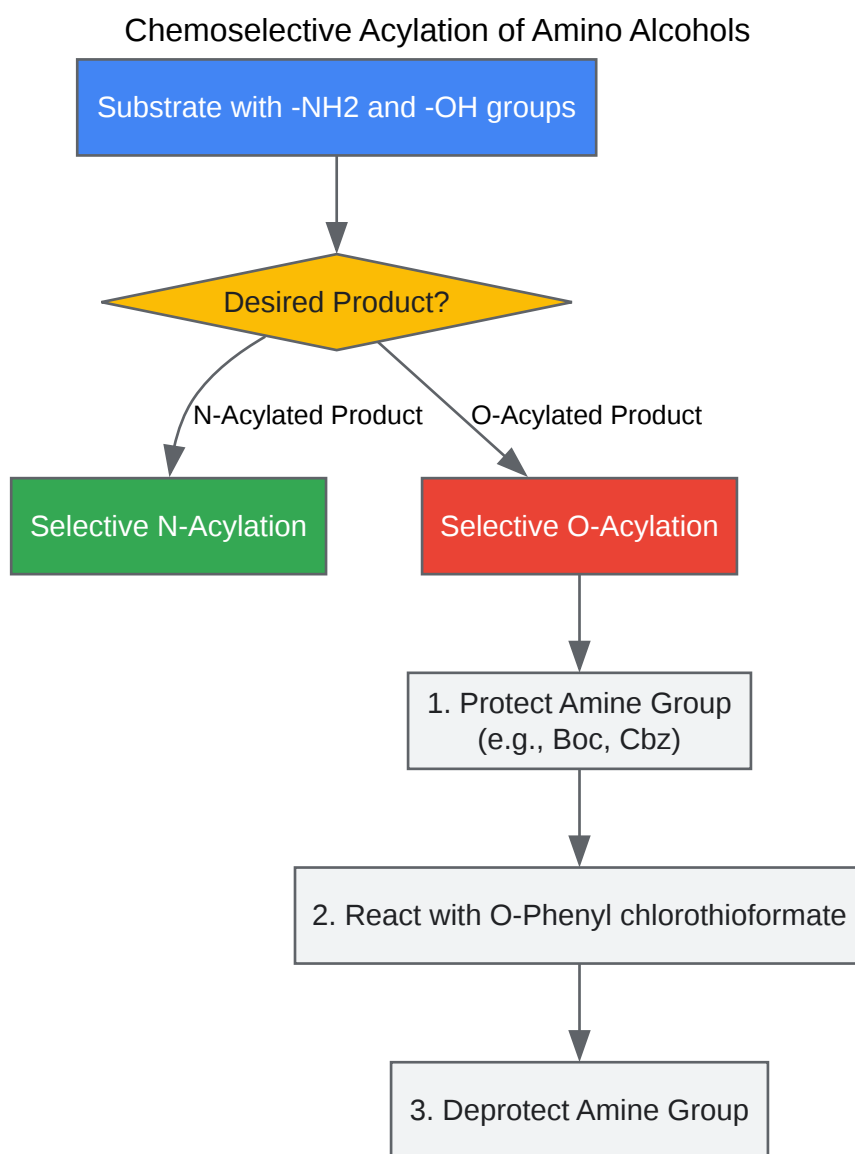 Chemoselective Acylation of Amino Alcohols
Substrate with -NH2 and -OH groups
Desired Product?
N-Acylated Product
O-Acylated Product
Selective N-Acylation
Selective O-Acylation
1. Protect Amine Group
(e.g., Boc, Cbz)
2. React with O-Phenyl chlorothioformate
3. Deprotect Amine Group